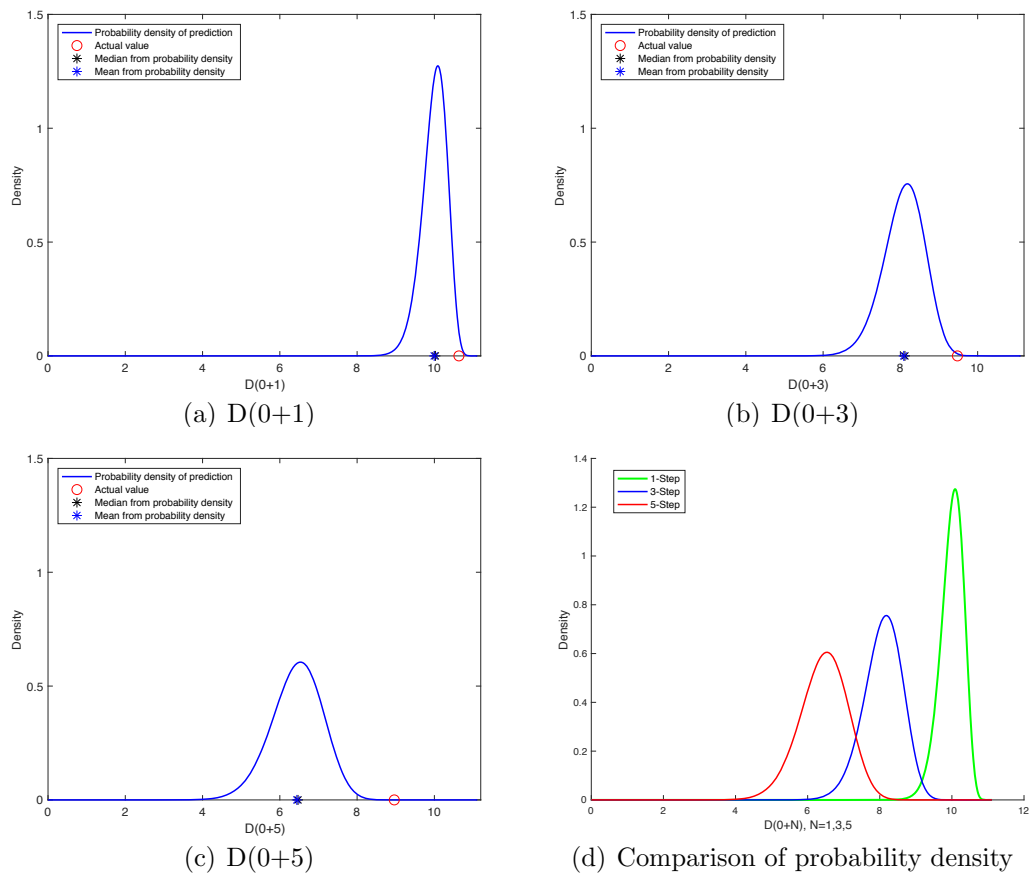 1.5
1
0.5
0
Density
Probability density of prediction
Actual value
Median from probability density
Mean from probability density
0 2 4 6 8 10
D(0+1)
(a) D(0+1)
1.5
1
0.5
0
Density
Probability density of prediction
Actual value
Median from probability density
Mean from probability density
0 2 4 6 8 10
D(0+3)
(b) D(0+3)
1.5
1
0.5
0
Density
Probability density of prediction
Actual value
Median from probability density
Mean from probability density
0 2 4 6 8 10
D(0+5)
(c) D(0+5)
1.4
1.2
1
0.8
0.6
0.4
0.2
0
Density
1-Step
3-Step
5-Step
0 2 4 6 8 10 12
D(0+N), N=1,3,5
(d) Comparison of probability density